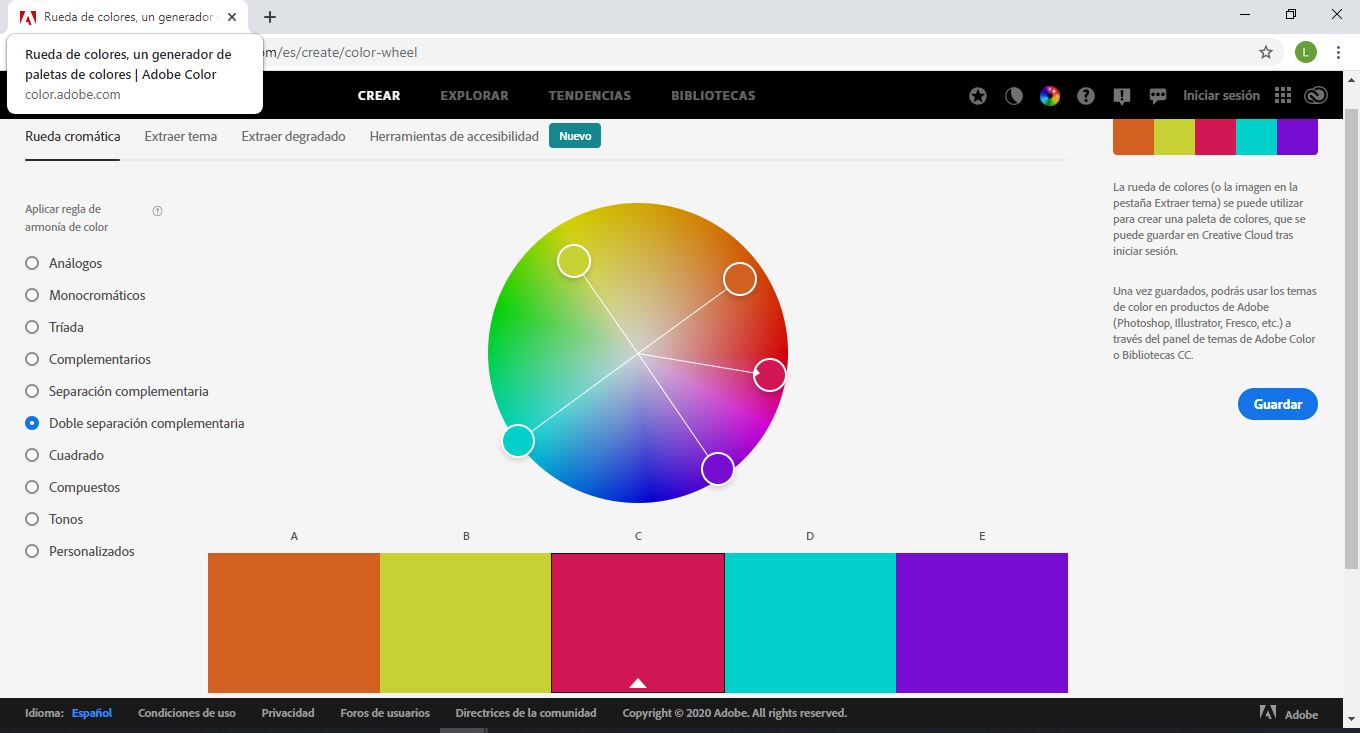 Rueda de colores, un generador
Rueda de colores, un generador de
paletas de colores | Adobe Color
color.adobe.com
om/es/create/color-wheel
L
CREAR
EXPLORAR
TENDENCIAS
BIBLIOTECAS
Iniciar sesión
Rueda cromática
Extraer tema
Extraer degradado
Herramientas de accesibilidad
Nuevo
Aplicar regla de
armonía de color
Análogos
Monocromáticos
Tríada
Complementarios
Separación complementaria
Doble separación complementaria
Cuadrado
Compuestos
Tonos
Personalizados
A
B
C
D
E
La rueda de colores (o la imagen en la
pestaña Extraer tema) se puede utilizar
para crear una paleta de colores, que se
puede guardar en Creative Cloud tras
iniciar sesión.
Una vez guardados, podrás usar los temas
de color en productos de Adobe
(Photoshop, Illustrator, Fresco, etc.) a
través del panel de temas de Adobe Color
o Bibliotecas CC.
Guardar
Idioma: Español
Condiciones de uso
Privacidad
Foros de usuarios
Directrices de la comunidad
Copyright © 2020 Adobe. All rights reserved.
Adobe